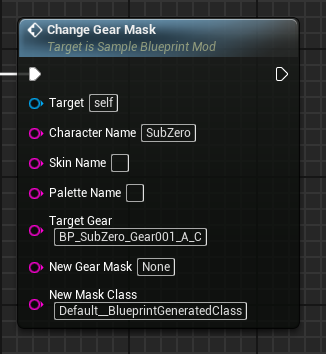 Change Gear Mask
Target is Sample Blueprint Mod
Target self
Character Name SubZero
Skin Name
Palette Name
Target Gear
BP_SubZero_Gear001_A_C
New Gear Mask None
New Mask Class
Default__BlueprintGeneratedClass